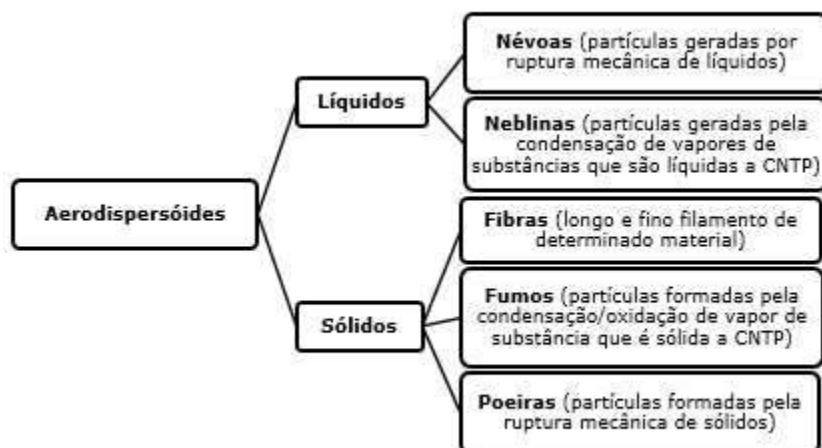 Névoas (partículas geradas por
ruptura mecânica de líquidos)
Líquidos
Neblinas (partículas geradas pela
condensação de vapores de
substâncias que são líquidas a CNTP)
Aerodispersóides
Fibras (longo e fino filamento de
determinado material)
Sólidos
Fumos (partículas formadas pela
condensação/oxidação de vapor de
substância que é sólida a CNTP)
Poeiras (partículas formadas pela
ruptura mecânica de sólidos)